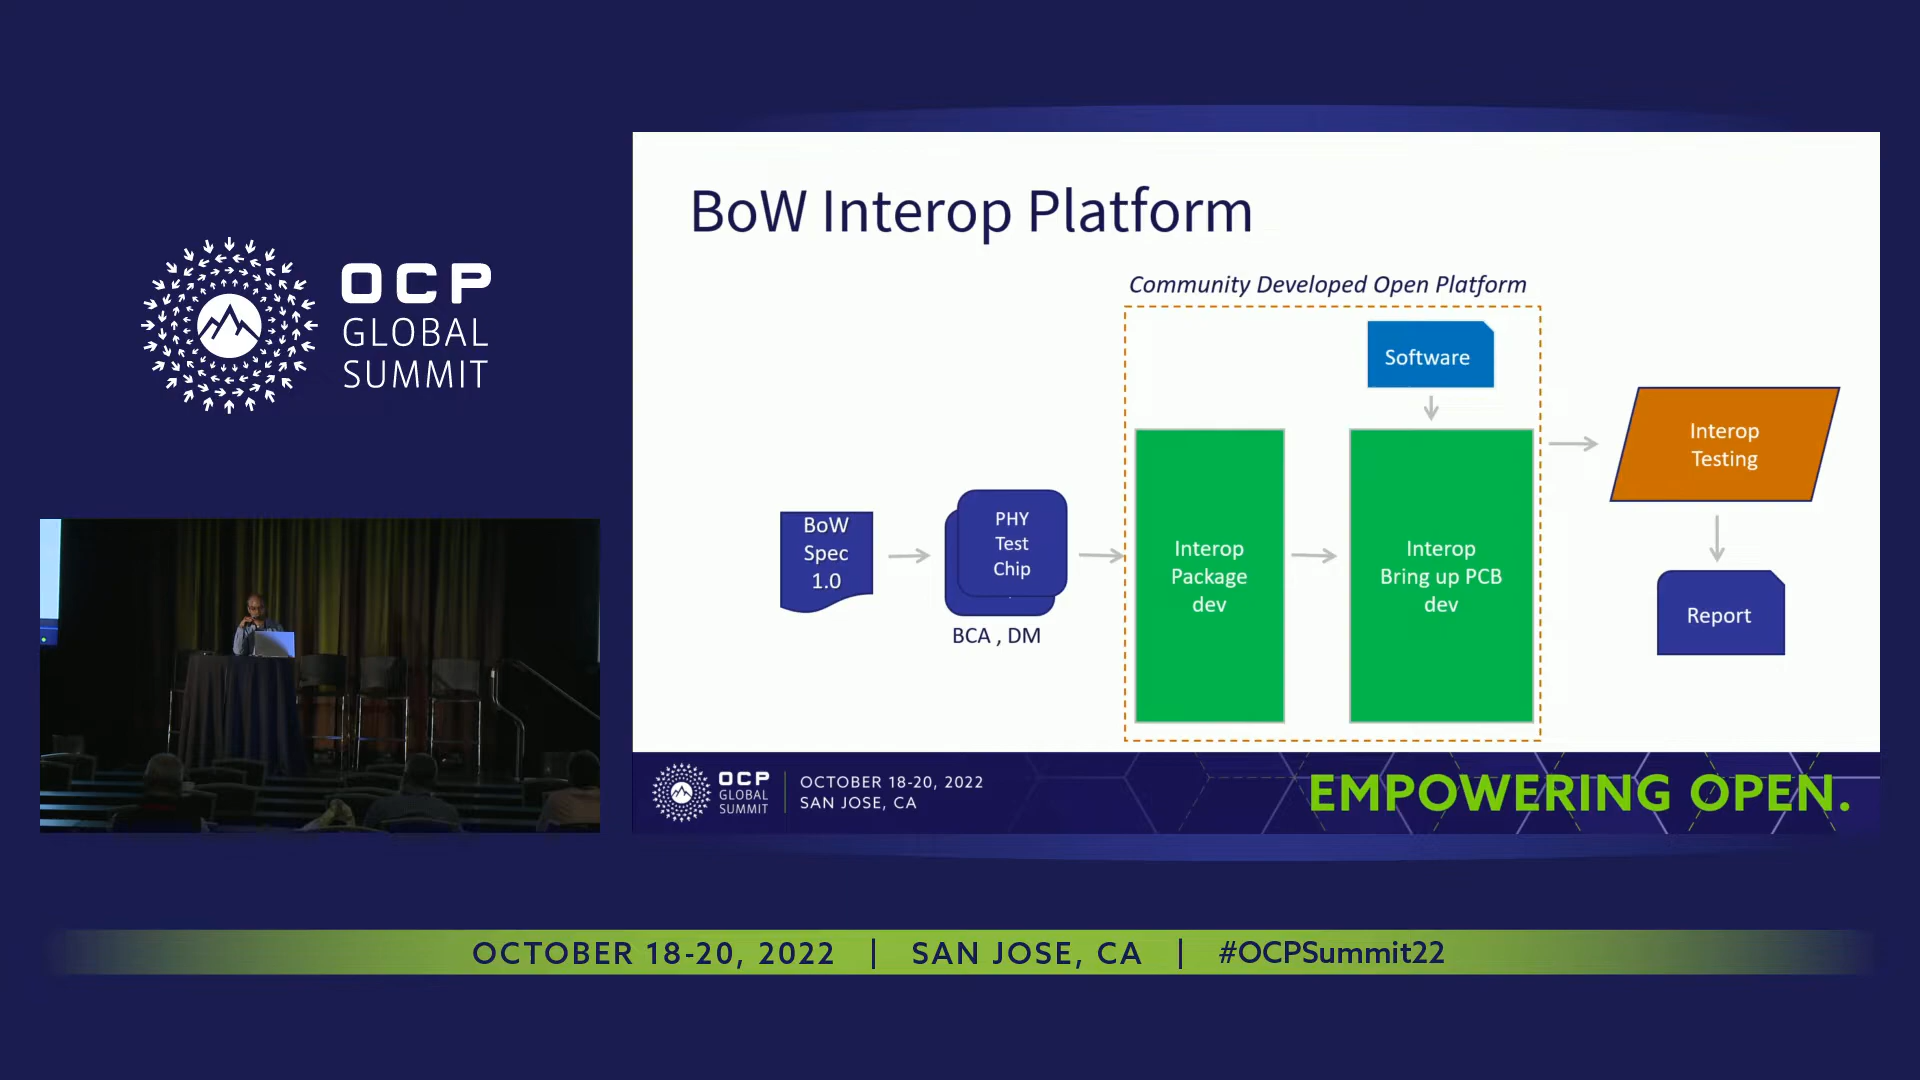 OCP
GLOBAL
SUMMIT
BoW Interop Platform
Community Developed Open Platform
Software
BoW
Spec
1.0
PHY
Test
Chip
BCA , DM
Interop
Package
dev
Interop
Bring up PCB
dev
Interop
Testing
Report
OCP
GLOBAL
SUMMIT
OCTOBER 18-20, 2022
SAN JOSE, CA
EMPOWERING OPEN.
OCTOBER 18-20, 2022 | SAN JOSE, CA | #OCPSummit22